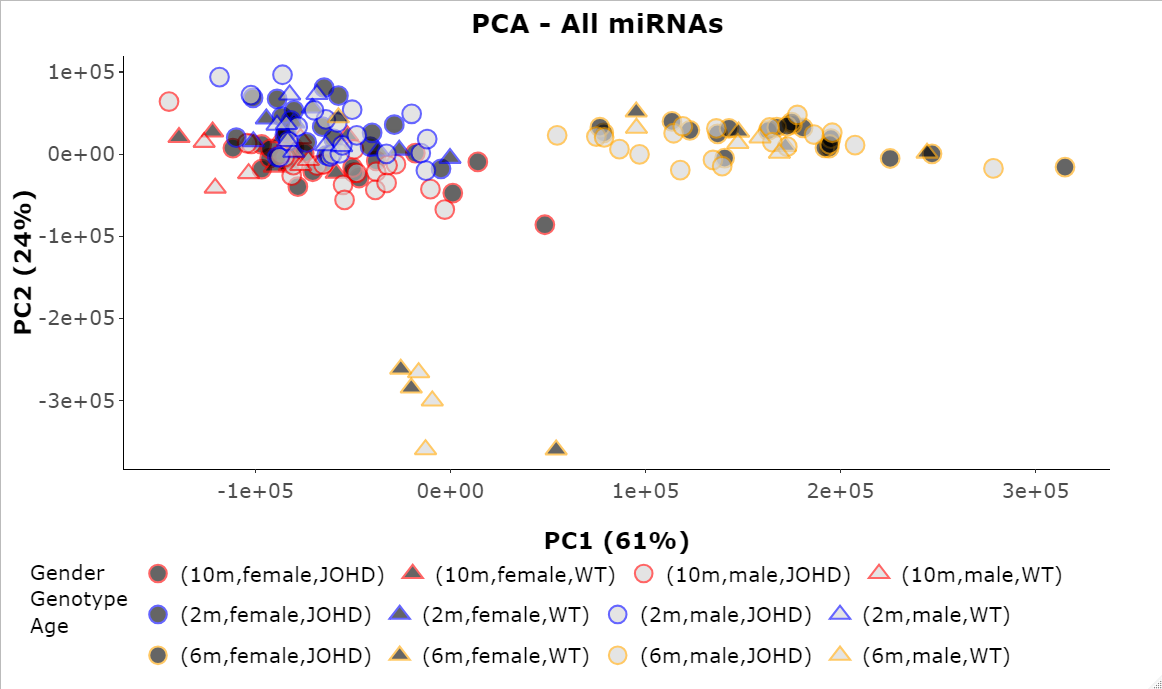 PCA - All miRNAs
PC2 (24%)
1e+05
0e+00
-1e+05
-2e+05
-3e+05
-1e+05 0e+00 1e+05 2e+05 3e+05
PC1 (61%)
Gender
Genotype
Age
(10m,female,JOHD) (10m,female,WT) (10m,male,JOHD) (10m,male,WT)
(2m,female,JOHD) (2m,female,WT) (2m,male,JOHD) (2m,male,WT)
(6m,female,JOHD) (6m,female,WT) (6m,male,JOHD) (6m,male,WT)